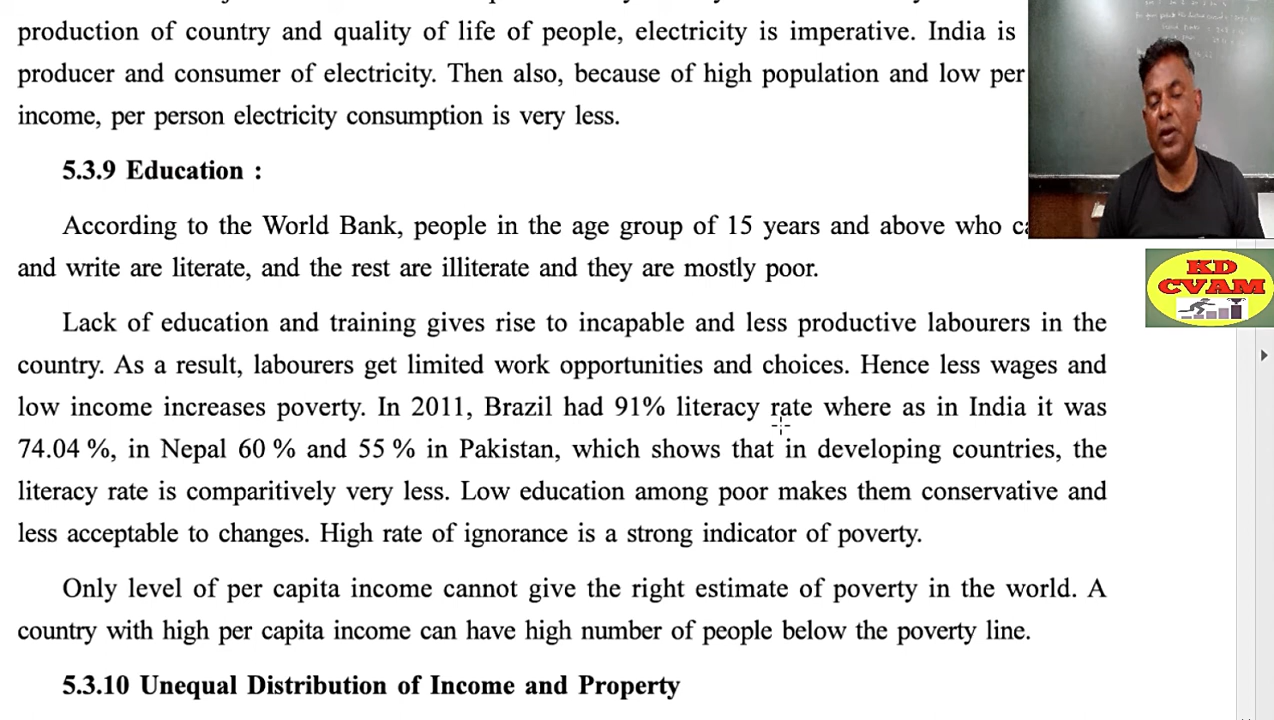 production of country and quality of life of people, electricity is imperative. India is
producer and consumer of electricity. Then also, because of high population and low per
income, per person electricity consumption is very less.
5.3.9 Education :
According to the World Bank, people in the age group of 15 years and above who
and write are literate, and the rest are illiterate and they are mostly poor.
Lack of education and training gives rise to incapable and less productive labourers in the
country. As a result, labourers get limited work opportunities and choices. Hence less wages and
low income increases poverty. In 2011, Brazil had 91% literacy rate where as in India it was
74.04 %, in Nepal 60 % and 55 % in Pakistan, which shows that in developing countries, the
literacy rate is comparitively very less. Low education among poor makes them conservative and
less acceptable to changes. High rate of ignorance is a strong indicator of poverty.
Only level of per capita income cannot give the right estimate of poverty in the world. A
country with high per capita income can have high number of people below the poverty line.
5.3.10 Unequal Distribution of Income and Property
KD
CVAM